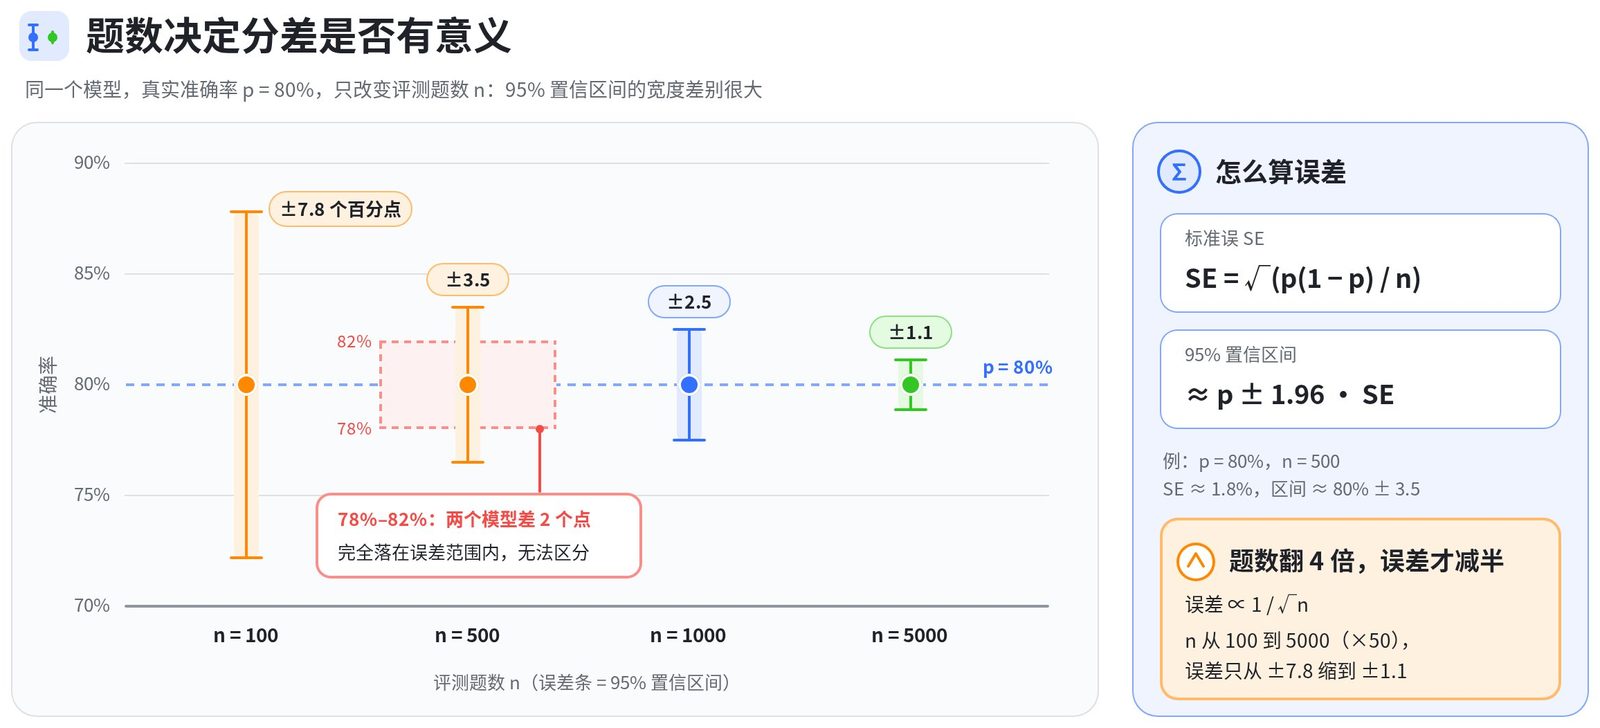 题数决定分差是否有意义
同一个模型，真实准确率 p = 80%，只改变评测题数 n：95% 置信区间的宽度差别很大
90%
85%
80%
75%
70%
准确率
±7.8 个百分点
±3.5
±2.5
±1.1
82%
78%
p = 80%
78%–82%：两个模型差 2 个点
完全落在误差范围内，无法区分
n = 100
n = 500
n = 1000
n = 5000
评测题数 n（误差条 = 95% 置信区间）
Σ 怎么算误差
标准误 SE
SE = √(p(1 − p) / n)
95% 置信区间
≈ p ± 1.96 · SE
例：p = 80%，n = 500
SE ≈ 1.8%，区间 ≈ 80% ± 3.5
题数翻 4 倍，误差才减半
误差 ∝ 1 / √n
n 从 100 到 5000（×50），
误差只从 ±7.8 缩到 ±1.1